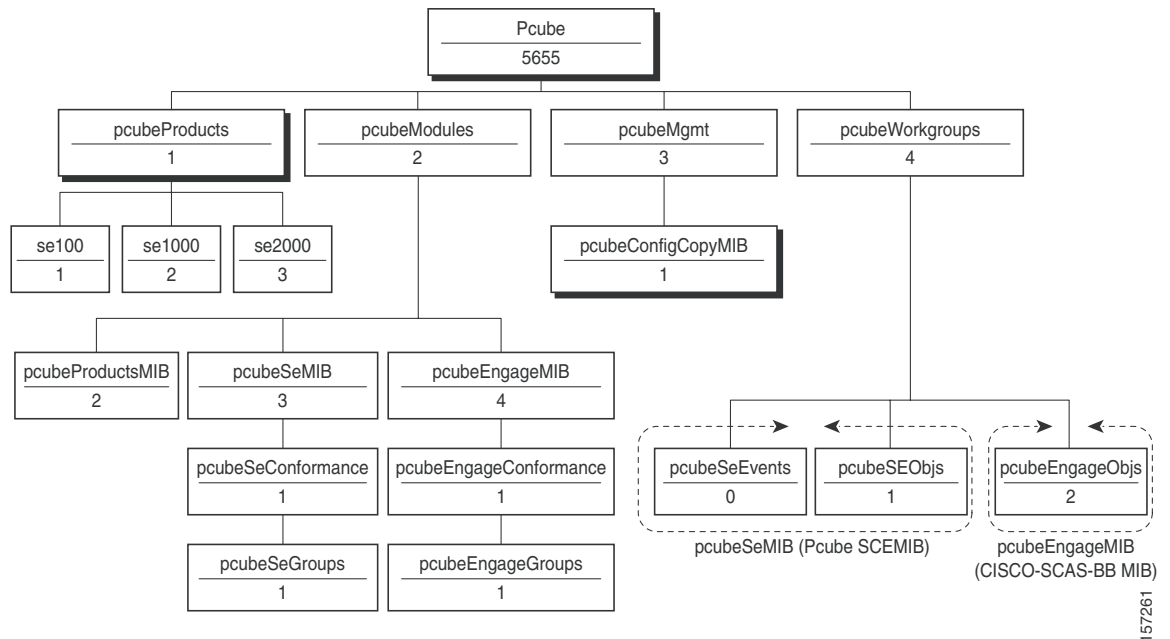 Pcube
5655
pcubeProducts
1
pcubeModules
2
pcubeMgmt
3
pcubeWorkgroups
4
se100
1
se1000
2
se2000
3
pcubeConfigCopyMIB
1
pcubeProductsMIB
2
pcubeSeMIB
3
pcubeEngageMIB
4
pcubeSeConformance
1
pcubeEngageConformance
1
pcubeSeGroups
1
pcubeEngageGroups
1
pcubeSeEvents
0
pcubeSEObjs
1
pcubeEngageObjs
2
pcubeSeMIB (Pcube SCEMIB)
pcubeEngageMIB
(CISCO-SCAS-BB MIB)
157261